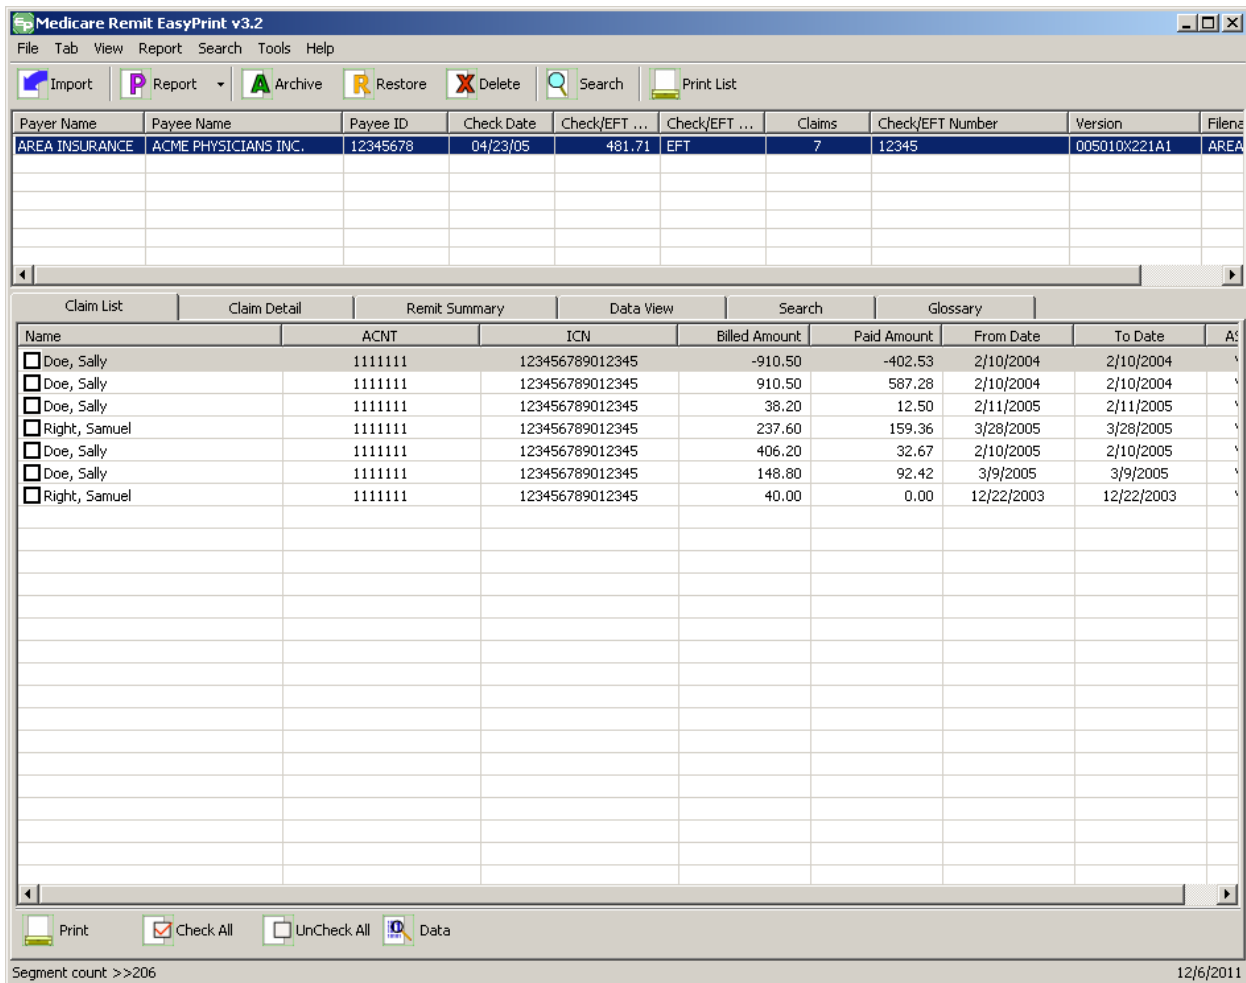 Medicare Remit EasyPrint v3.2
File Tab View Report Search Tools Help
Import P Report A Archive R Restore X Delete Search Print List
Payer Name Payee Name Payee ID Check Date Check/EFT ... Check/EFT ... Claims Check/EFT Number Version Filena
AREA INSURANCE ACME PHYSICIANS INC. 12345678 04/23/05 481.71 EFT 7 12345 005010X221A1 AREA
Claim List Claim Detail Remit Summary Data View Search Glossary
Name ACNT ICN Billed Amount Paid Amount From Date To Date AS
Doe, Sally 1111111 123456789012345 -910.50 -402.53 2/10/2004 2/10/2004
Doe, Sally 1111111 123456789012345 910.50 587.28 2/10/2004 2/10/2004
Doe, Sally 1111111 123456789012345 38.20 12.50 2/11/2005 2/11/2005
Right, Samuel 1111111 123456789012345 237.60 159.36 3/28/2005 3/28/2005
Doe, Sally 1111111 123456789012345 406.20 32.67 2/10/2005 2/10/2005
Doe, Sally 1111111 123456789012345 148.80 92.42 3/9/2005 3/9/2005
Right, Samuel 1111111 123456789012345 40.00 0.00 12/22/2003 12/22/2003
Print Check All UnCheck All Data
Segment count >>206 12/6/2011